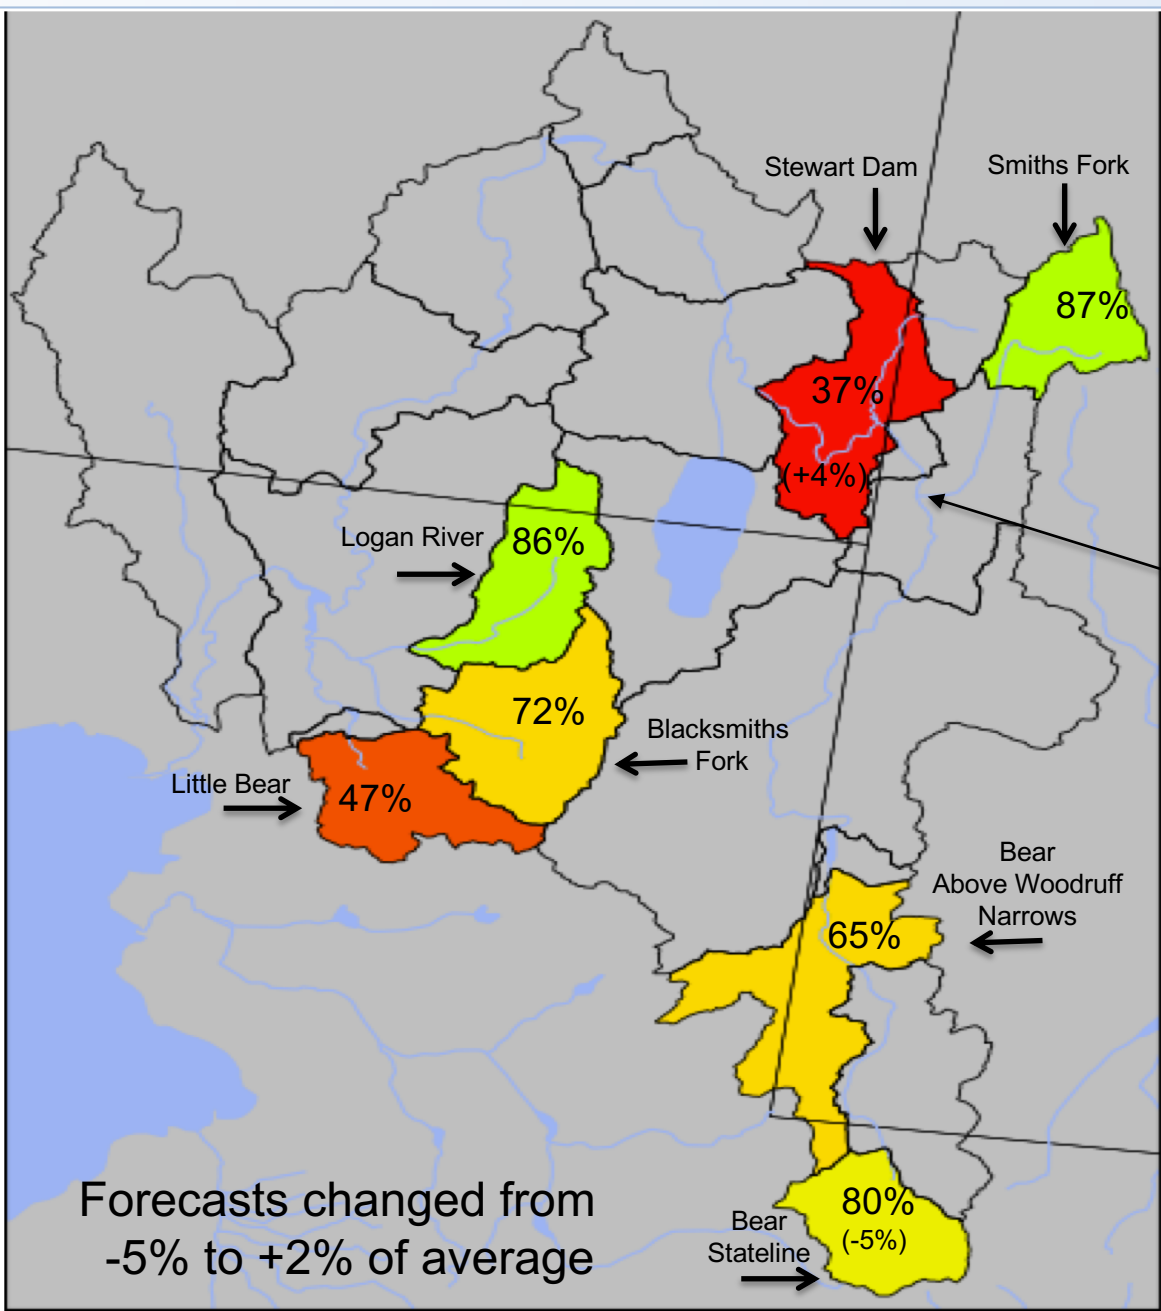 Stewart Dam
Smiths Fork
87%
37%
(+4%)
Logan River
86%
72%
Blacksmiths
Fork
Little Bear
47%
Bear
Above Woodruff
Narrows
65%
80%
(-5%)
Bear
Stateline
Forecasts changed from
-5% to +2% of average